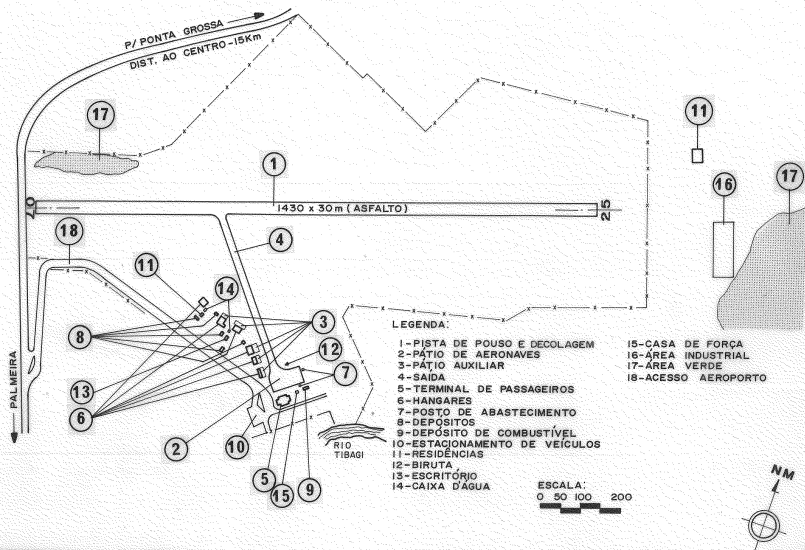 P/ PONTA GROSSA
DIST. AO CENTRO-15Km
17
11
1
16
17
07
1430 x 30m (ASFALTO)
25
18
4
11
14
8
3
12
7
13
6
2
10
5
15
9
PALMEIRA
RIO
TIBAGI
LEGENDA:
1-PISTA DE POUSO E DECOLAGEM
2-PÁTIO DE AERONAVES
3-PÁTIO AUXILIAR
4-SAÍDA
5-TERMINAL DE PASSAGEIROS
6-HANGARES
7-POSTO DE ABASTECIMENTO
8-DEPÓSITOS
9-DEPÓSITO DE COMBUSTÍVEL
10-ESTACIONAMENTO DE VEÍCULOS
11-RESIDÊNCIAS
12-BIRUTA
13-ESCRITÓRIO
14-CAIXA D'ÁGUA
15-CASA DE FORÇA
16-ÁREA INDUSTRIAL
17-ÁREA VERDE
18-ACESSO AEROPORTO
ESCALA:
0 50 100 200
NM